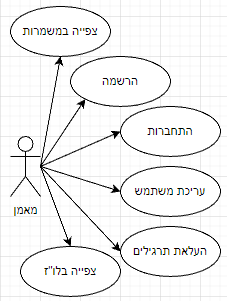 צפייה במשמרות
הרשמה
התחברות
עריכת משתמש
העלאת תרגילים
צפייה בלו"ז
מאמן